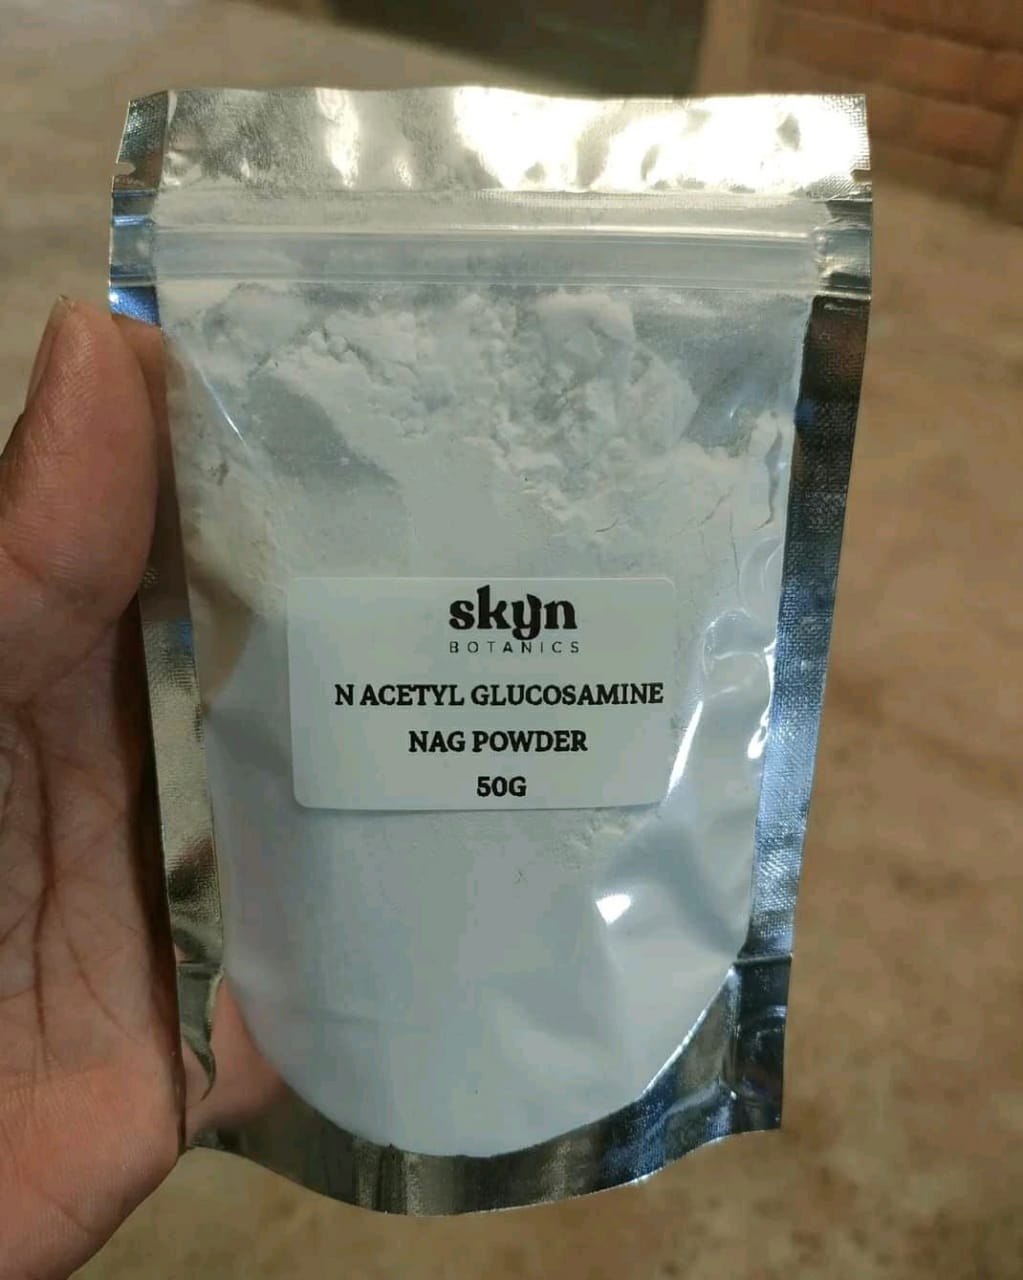 skyn
BOTANICS
N ACETYL GLUCOSAMINE
NAG POWDER
50G